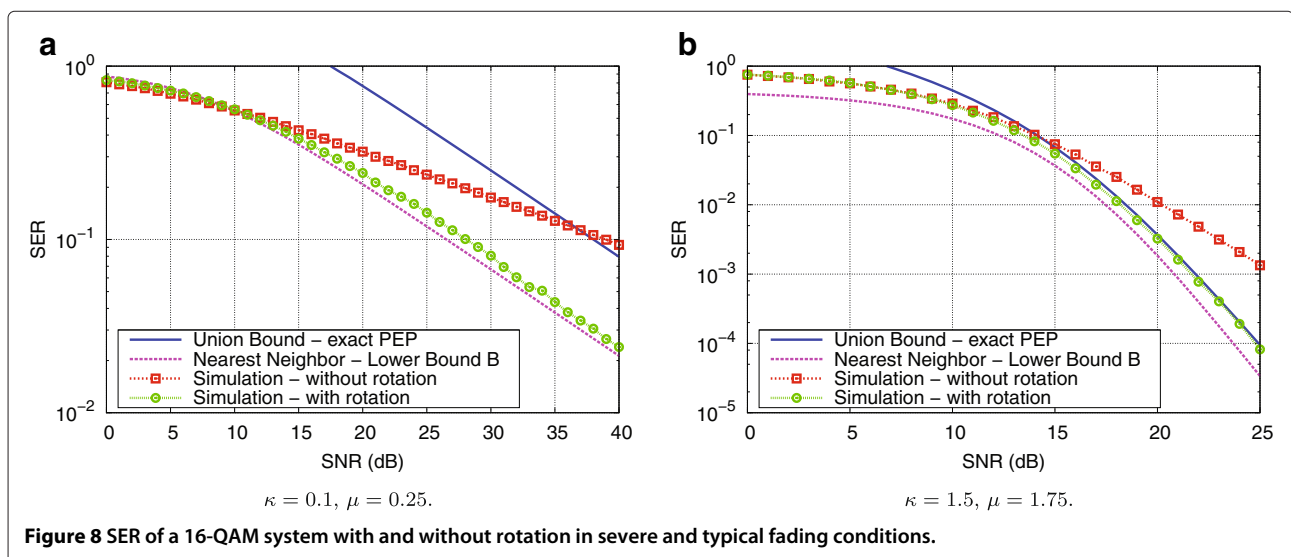 a
10^0
10^-1
10^-2
SER
0 5 10 15 20 25 30 35 40
SNR (dB)
Union Bound – exact PEP
Nearest Neighbor – Lower Bound B
Simulation – without rotation
Simulation – with rotation
κ = 0.1, μ = 0.25.
b
10^0
10^-1
10^-2
10^-3
10^-4
10^-5
SER
0 5 10 15 20 25
SNR (dB)
Union Bound – exact PEP
Nearest Neighbor – Lower Bound B
Simulation – without rotation
Simulation – with rotation
κ = 1.5, μ = 1.75.
Figure 8 SER of a 16-QAM system with and without rotation in severe and typical fading conditions.